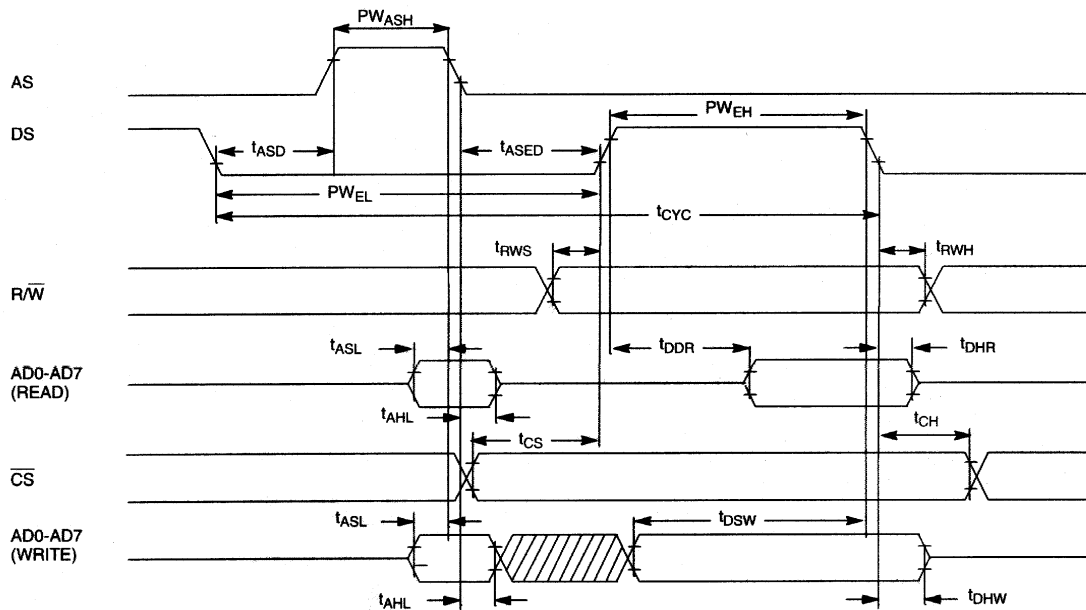 PWASH
AS
PWEH
DS
tASD
tASED
PWEL
tCYC
tRWS
tRWH
R/W̅
tASL
tDDR
tDHR
AD0-AD7
(READ)
tAHL
tCS
tCH
C̅S̅
tASL
tDSW
AD0-AD7
(WRITE)
tAHL
tDHW